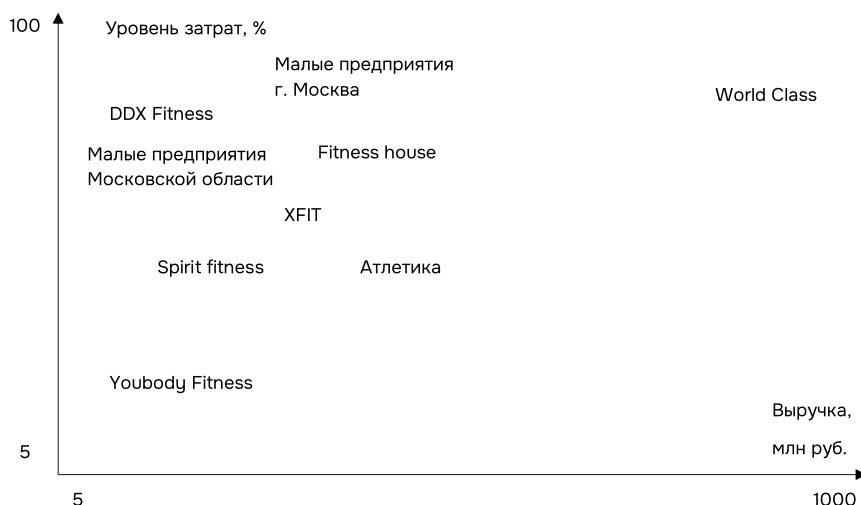 100
Уровень затрат, %
Малые предприятия
г. Москва
World Class
DDX Fitness
Малые предприятия
Московской области
Fitness house
XFIT
Spirit fitness
Атлетика
Youbody Fitness
Выручка,
млн руб.
5
5
1000